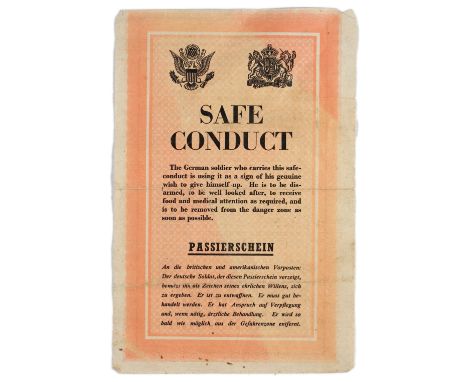 SAFE
CONDUCT
The German soldier who carries this safe-
conduct is using it as a sign of his genuine
wish to give himself up. He is to be dis-
armed, to be well looked after, to receive
food and medical attention as required, and
is to be removed from the danger zone as
soon as possible.
PASSIERSCHEIN
An die britischen und amerikanischen Vorposten:
Der deutsche Soldat, der diesen Passierschein vorzeigt,
benutzt ihn als Zeichen seines ehrlichen Willens, sich
zu ergeben. Er ist zu entwaffnen. Er muss gut be-
handelt werden. Er hat Anspruch auf Verpflegung
und, wenn nötig, ärztliche Behandlung. Er wird so
bald wie möglich aus der Gefahrenzone entfernt.